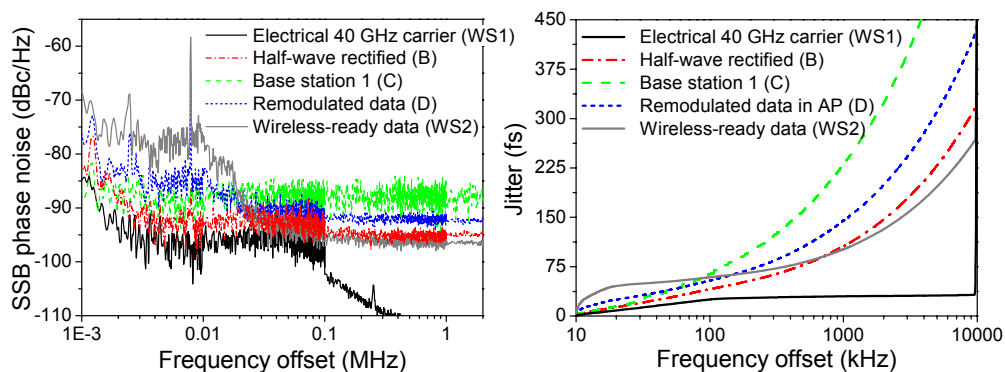 SSB phase noise (dBc/Hz)
-60
-70
-80
-90
-100
-110
Electrical 40 GHz carrier (WS1)
Half-wave rectified (B)
Base station 1 (C)
Remodulated data (D)
Wireless-ready data (WS2)
1E-3
0.01
0.1
1
Frequency offset (MHz)
Jitter (fs)
450
375
300
225
150
75
0
Electrical 40 GHz carrier (WS1)
Half-wave rectified (B)
Base station 1 (C)
Remodulated data in AP (D)
Wireless-ready data (WS2)
10
100
1000
10000
Frequency offset (kHz)